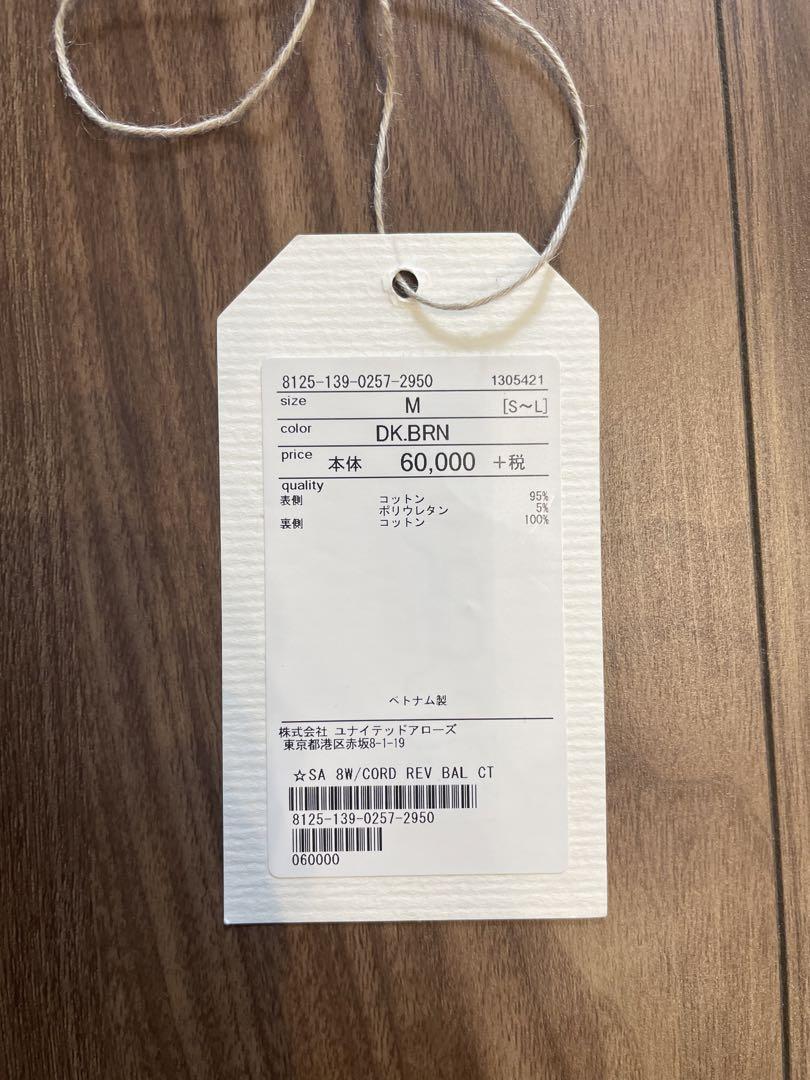 8125-139-0257-2950 1305421
size M [S〜L]
color DK.BRN
price 本体 60,000 +税
quality
表側 コットン 95%
ポリウレタン 5%
裏側 コットン 100%
ベトナム製
株式会社 ユナイテッドアローズ
東京都港区赤坂8-1-19
☆SA 8W/CORD REV BAL CT
8125-139-0257-2950
060000